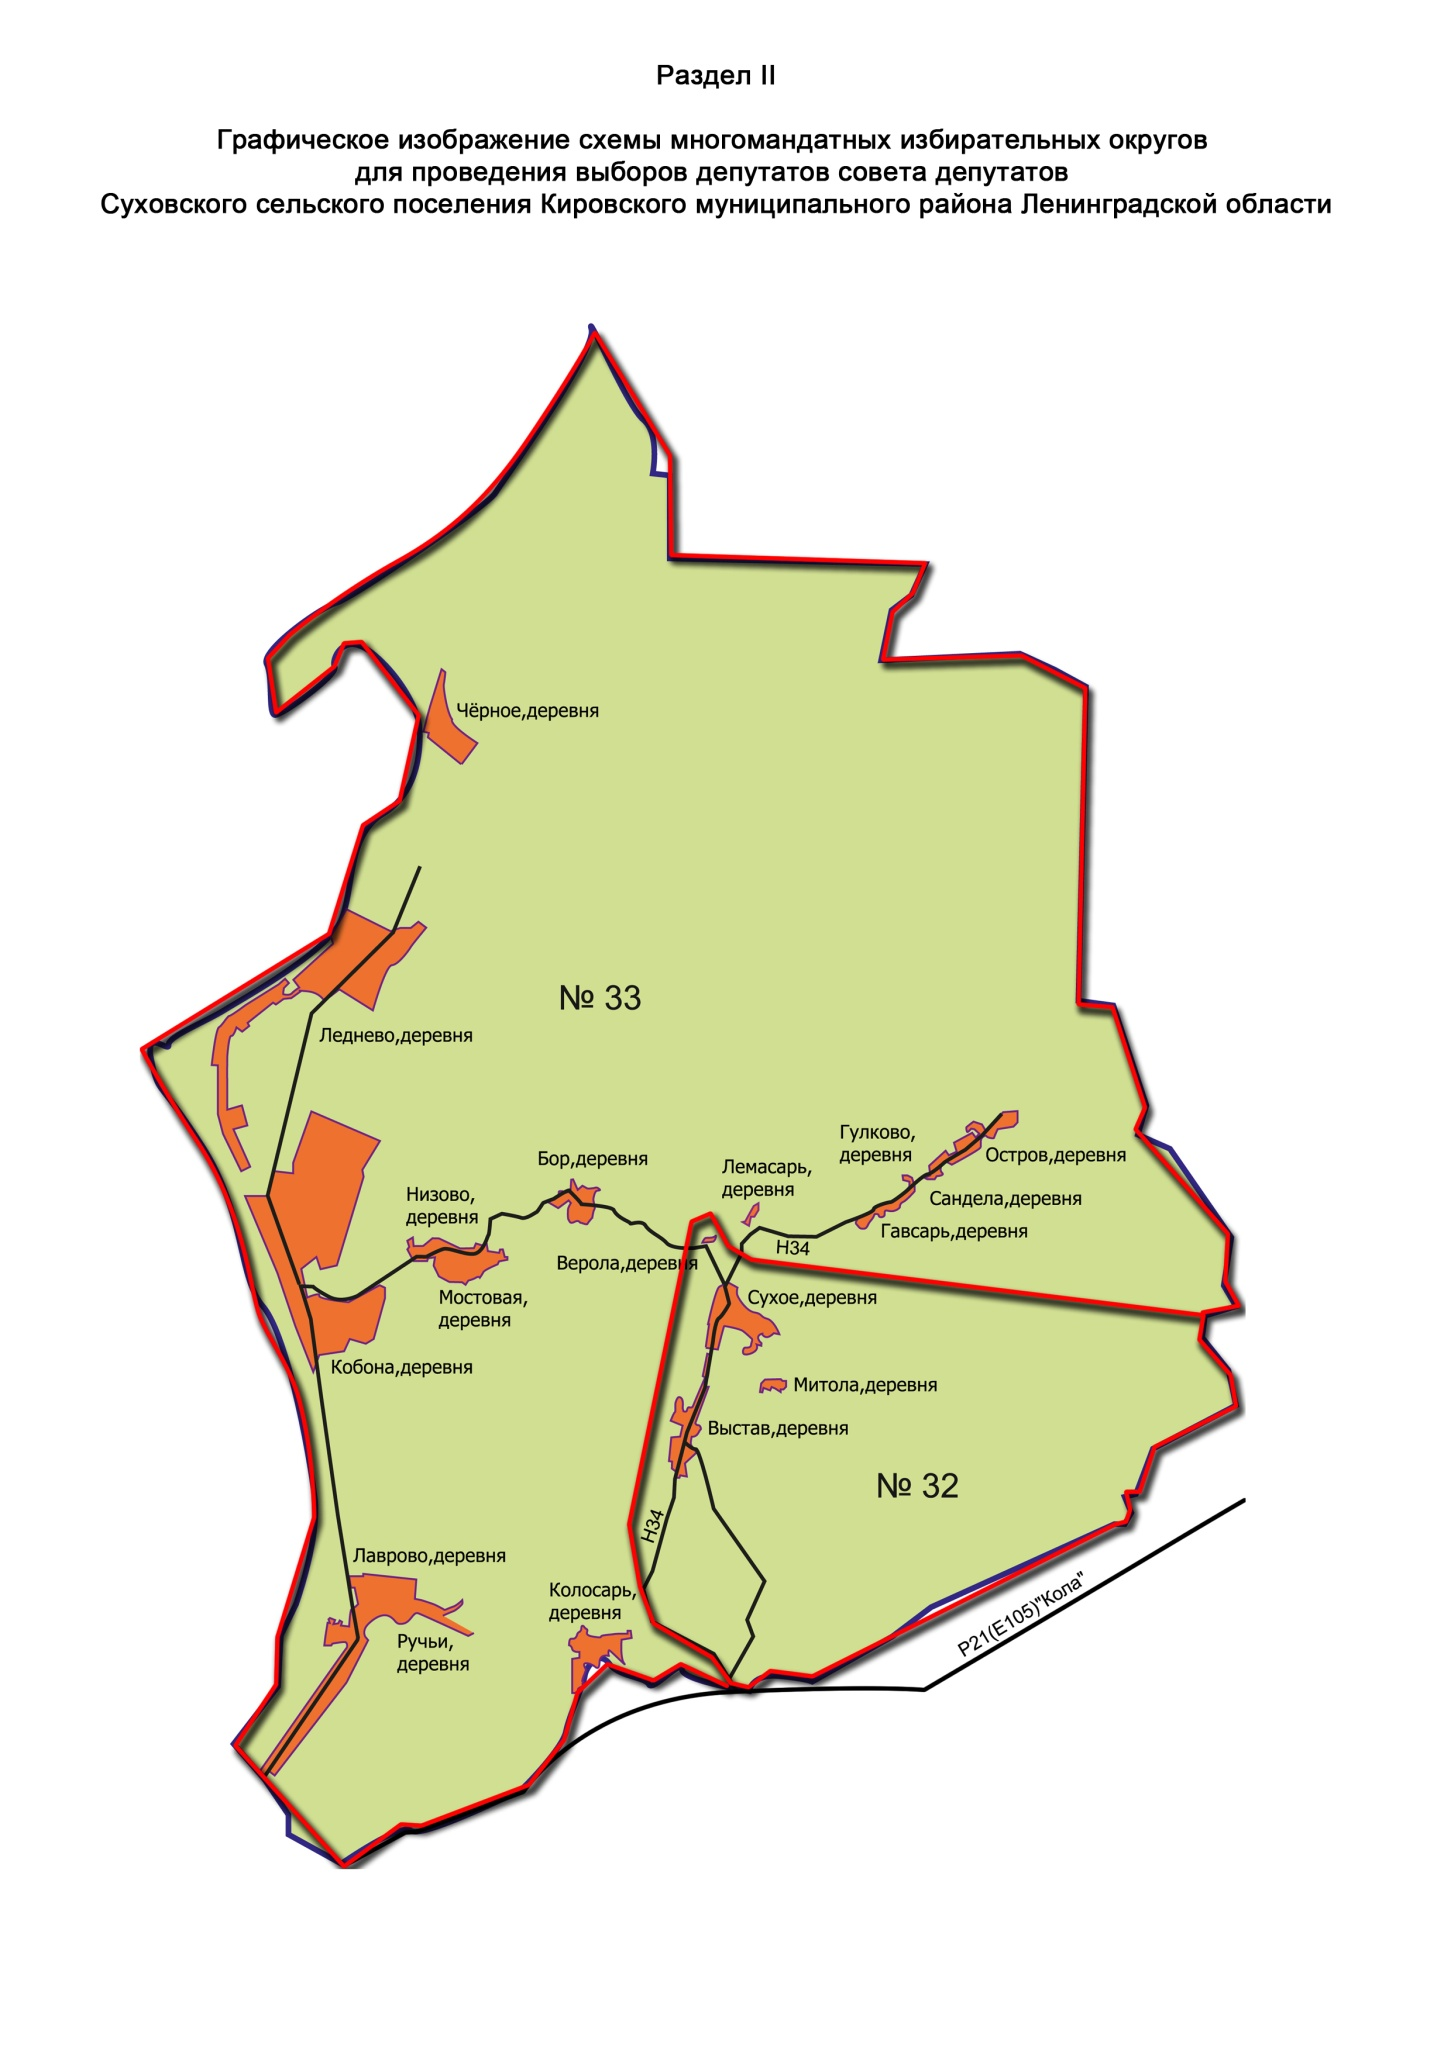 Раздел II
Графическое изображение схемы многомандатных избирательных округов
для проведения выборов депутатов совета депутатов
Суховского сельского поселения Кировского муниципального района Ленинградской области
Чёрное,деревня
№ 33
Леднево,деревня
Гулково,
деревня
Остров,деревня
Бор,деревня
Лемасарь,
деревня
Низово,
деревня
Сандела,деревня
Гавсарь,деревня
Н34
Верола,деревня
Мостовая,
деревня
Сухое,деревня
Кобона,деревня
Митола,деревня
Выстав,деревня
№ 32
Н34
Лаврово,деревня
Колосарь,
деревня
Ручьи,
деревня
Р21(Е105)"Кола"